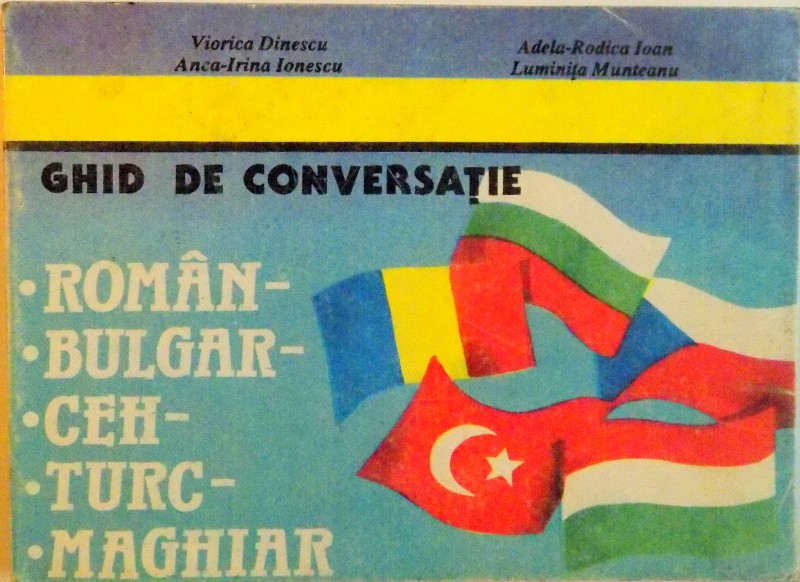 Viorica Dinescu
Anca-Irina Ionescu
Adela-Rodica Ioan
Luminița Munteanu
GHID DE CONVERSAȚIE
• ROMÂN-
• BULGAR-
• CEH-
• TURC-
• MAGHIAR